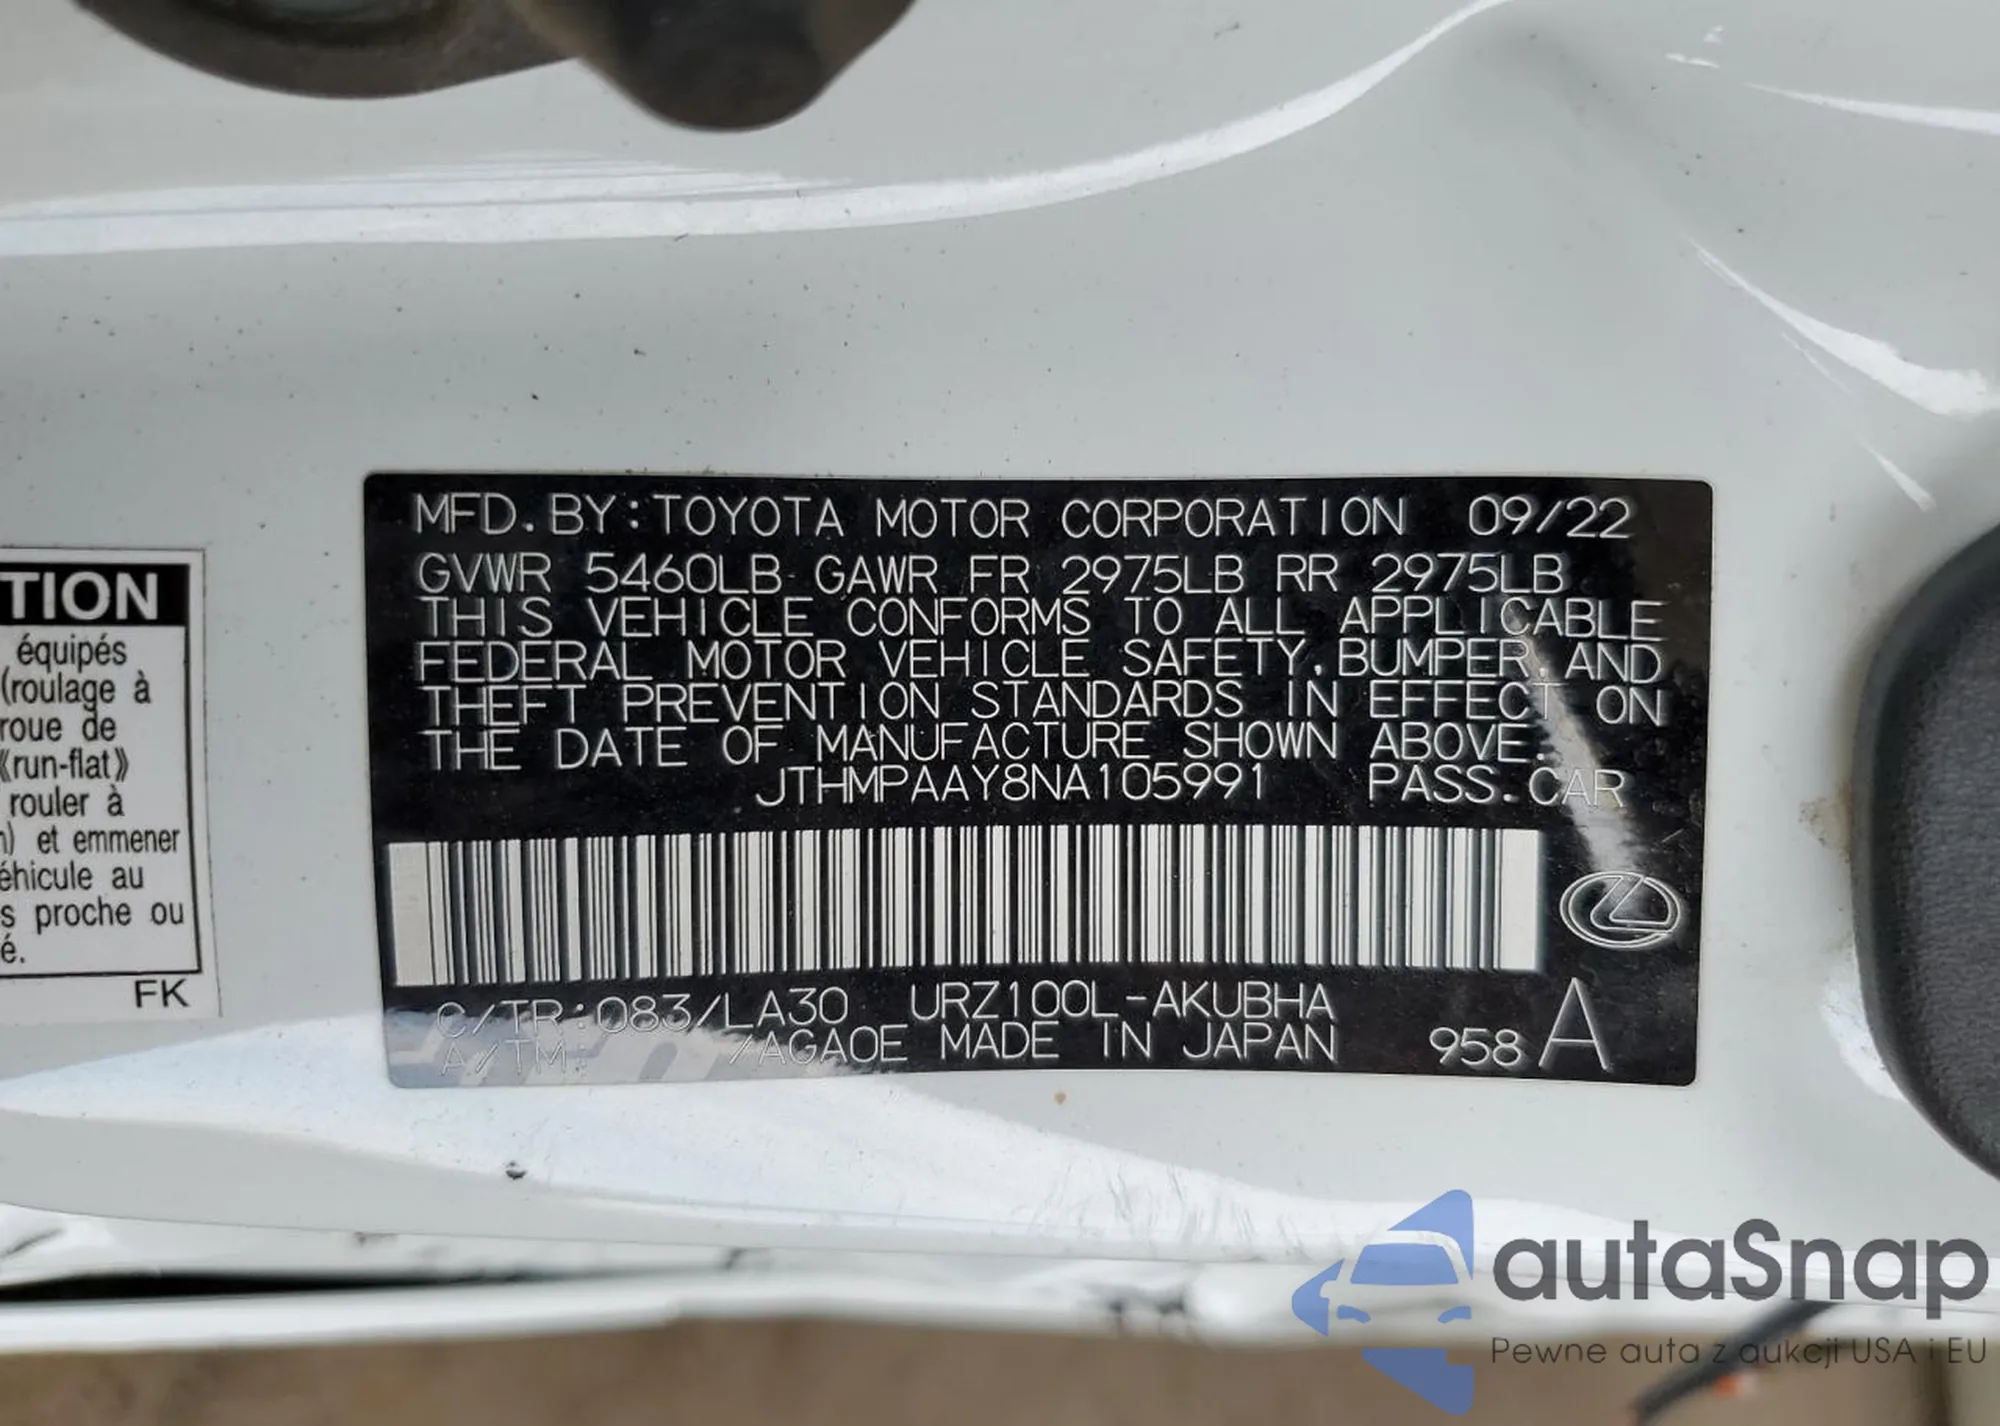 TION
équipés
(roulage à
roue de
《run-flat》
rouler à
) et emmener
éhicule au
s proche ou
é.
FK
MFD. BY:TOYOTA MOTOR CORPORATION 09/22
GVWR 5460LB GAWR FR 2975LB RR 2975LB
THIS VEHICLE CONFORMS TO ALL APPLICABLE
FEDERAL MOTOR VEHICLE SAFETY, BUMPER, AND
THEFT PREVENTION STANDARDS IN EFFECT ON
THE DATE OF MANUFACTURE SHOWN ABOVE.
JTHMPAAY8NA105991 PASS. CAR
C/TR:083/LA30 URZ100L-AKUBHA
A/TM: /AGA0E MADE IN JAPAN 958 A
autaSnap
Pewne auta z aukcji USA i EU